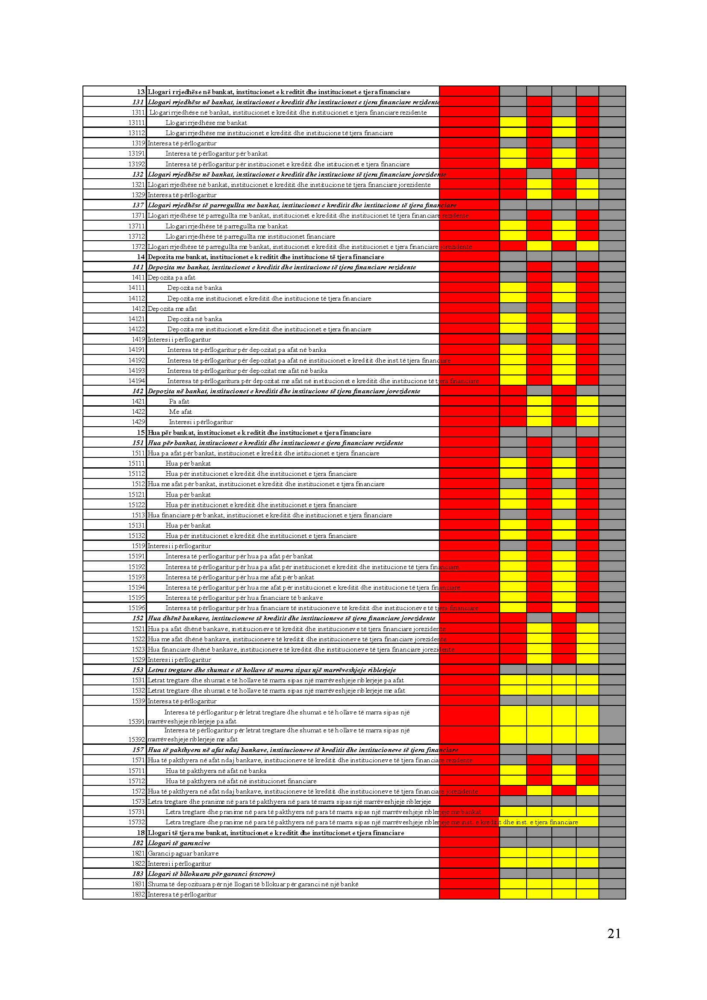 13 Llogari rrjedhëse në bankat, institucionet e kreditit dhe institucionet e tjera financiare
131 Llogari rrjedhëse në bankat, institucionet e kreditit dhe institucionet e tjera financiare rezidente
1311 Llogari rrjedhëse në bankat, institucionet e kreditit dhe institucionet e tjera financiare rezidente
13111 Llogari rrjedhëse me bankat
13112 Llogari rrjedhëse me institucionet e kreditit dhe institucione të tjera financiare
1319 Interesa të përllogaritur
13191 Interesa të përllogaritur për bankat
13192 Interesa të përllogaritur për institucionet e kreditit dhe istitucionet e tjera financiare
132 Llogari rrjedhëse në bankat, institucionet e kreditit dhe institucione të tjera financiare jorezidente
1321 Llogari rrjedhëse në bankat, institucionet e kreditit dhe institucione të tjera financiare jorezidente
1329 Interesa të përllogaritur
137 Llogari rrjedhëse të parregullta me bankat, institucionet e kreditit dhe institucione të tjera financiare
1371 Llogari rrjedhëse të parregullta me bankat, institucionet e kreditit dhe institucionet të tjera financiare rezidente
13711 Llogari rrjedhëse të parregullta me bankat
13712 Llogari rrjedhëse të parregullta me institucionet financiare
1372 Llogari rrjedhëse të parregullta me bankat, institucionet e kreditit dhe institucionet e tjera financiare jorezidente
14 Depozita me bankat, institucionet e kreditit dhe institucione të tjera financiare
141 Depozita me bankat, institucionet e kreditit dhe institucione të tjera financiare rezidente
1411 Depozita pa afat
14111 Depozita në banka
14112 Depozita me institucionet e kreditit dhe institucione të tjera financiare
1412 Depozita me afat
14121 Depozita në banka
14122 Depozita me institucionet e kreditit dhe institucionet e tjera financiare
1419 Interesi i përllogaritur
14191 Interesa të përllogaritur për depozitat pa afat në banka
14192 Interesa të përllogaritur për depozitat pa afat në institucionet e kreditit dhe inst.të tjera financiare
14193 Interesa të përllogaritur për depozitat me afat në banka
14194 Interesa të përllogaritura për depozitat me afat në institucionet e kreditit dhe institucione të tjera financiare
142 Depozita në bankat, institucionet e kreditit dhe institucione të tjera financiare jorezidente
1421 Pa afat
1422 Me afat
1429 Interesi i përllogaritur
15 Hua për bankat, institucionet e kreditit dhe institucionet e tjera financiare
151 Hua për bankat, institucionet e kreditit dhe institucionet e tjera financiare rezidente
1511 Hua pa afat për bankat, institucionet e kreditit dhe istitucionet e tjera financiare
15111 Hua për bankat
15112 Hua për institucionet e kreditit dhe institucionet e tjera financiare
1512 Hua me afat për bankat, institucionet e kreditit dhe institucionet e tjera financiare
15121 Hua për bankat
15122 Hua për institucionet e kreditit dhe institucionet e tjera financiare
1513 Hua financiare për bankat, institucionet e kreditit dhe institucionet e tjera financiare
15131 Hua për bankat
15132 Hua për institucionet e kreditit dhe institucionet e tjera financiare
1519 Interesi i përllogaritur
15191 Interesa të perllogaritur për hua pa afat për bankat
15192 Interesa të përllogaritur për hua pa afat për institucionet e kreditit dhe institucione të tjera financiare
15193 Interesa të përllogaritur për hua me afat për bankat
15194 Interesa të përllogaritur për hua me afat për institucionet e kreditit dhe institucione të tjera financiare
15195 Interesa të përllogaritur për hua financiare të bankave
15196 Interesa të përllogaritur për hua financiare të institucioneve të kreditit dhe institucioneve të tjera financiare
152 Hua dhënë bankave, institucioneve të kreditit dhe institucioneve të tjera financiare jorezidente
1521 Hua pa afat dhënë bankave, institucioneve të kreditit dhe institucioneve të tjera financiare jorezidente
1522 Hua me afat dhënë bankave, institucioneve të kreditit dhe institucioneve të tjera financiare jorezidente
1523 Hua financiare dhënë bankave, institucioneve të kreditit dhe institucioneve të tjera financiare jorezidente
1529 Interesi i përllogaritur
153 Letrat tregtare dhe shumat e të hollave të marra sipas një marrëveshjeje riblerjeje
1531 Letrat tregtare dhe shumat e të hollave të marra sipas një marrëveshjeje riblerjeje pa afat
1532 Letrat tregtare dhe shumat e të hollave të marra sipas një marrëveshjeje riblerjeje me afat
1539 Interesa të përllogaritur
Interesa të përllogaritur për letrat tregtare dhe shumat e të hollave të marra sipas një
15391 marrëveshjeje riblerjeje pa afat
Interesa të përllogaritur për letrat tregtare dhe shumat e të hollave të marra sipas një
15392 marrëveshjeje riblerjeje me afat
157 Hua të pakthyera në afat ndaj bankave, institucioneve të kreditit dhe institucioneve të tjera financiare
1571 Hua të pakthyera në afat ndaj bankave, institucioneve të kreditit dhe institucioneve të tjera financiare rezidente
15711 Hua të pakthyera në afat në banka
15712 Hua të pakthyera në afat në institucionet financiare
1572 Hua të pakthyera në afat ndaj bankave, institucioneve të kreditit dhe institucioneve të tjera financiare jorezidente
1573 Letra tregtare dhe pranime në para të pakthyera në para të marra sipas një marrëveshjeje riblerjeje
15731 Letra tregtare dhe pranime në para të pakthyera në para të marra sipas një marrëveshjeje riblerjeje me bankat
15732 Letra tregtare dhe pranime në para të pakthyera në para të marra sipas një marrëveshjeje riblerjeje me inst. e kreditit dhe inst. e tjera financiare
18 Llogari të tjera me bankat, institucionet e kreditit dhe institucionet e tjera financiare
182 Llogari të garancive
1821 Garanci paguar bankave
1822 Interesi i përllogaritur
183 Llogari të bllokuara për garanci (escrow)
1831 Shuma të depozituara për një llogari të bllokuar për garanci në një bankë
1832 Interesa të përllogaritur
21